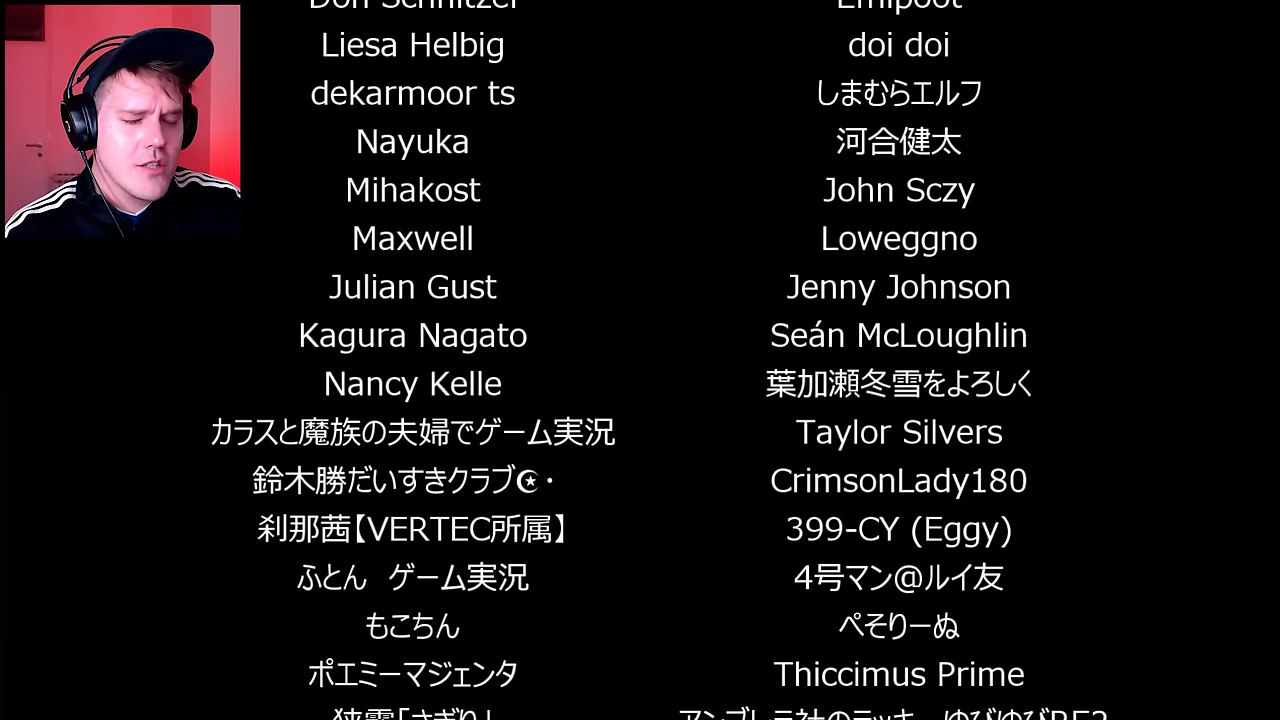 Don Schnitzel
Emipoot
Liesa Helbig
doi doi
dekarmoor ts
しまむらエルフ
Nayuka
河合健太
Mihakost
John Sczy
Maxwell
Loweggno
Julian Gust
Jenny Johnson
Kagura Nagato
Seán McLoughlin
Nancy Kelle
葉加瀬冬雪をよろしく
カラスと魔族の夫婦でゲーム実況
Taylor Silvers
鈴木勝だいすきクラブ☪・
CrimsonLady180
刹那茜【VERTEC所属】
399-CY (Eggy)
ふとん　ゲーム実況
4号マン@ルイ友
もこちん
ぺそりーぬ
ポエミーマジェンタ
Thiccimus Prime